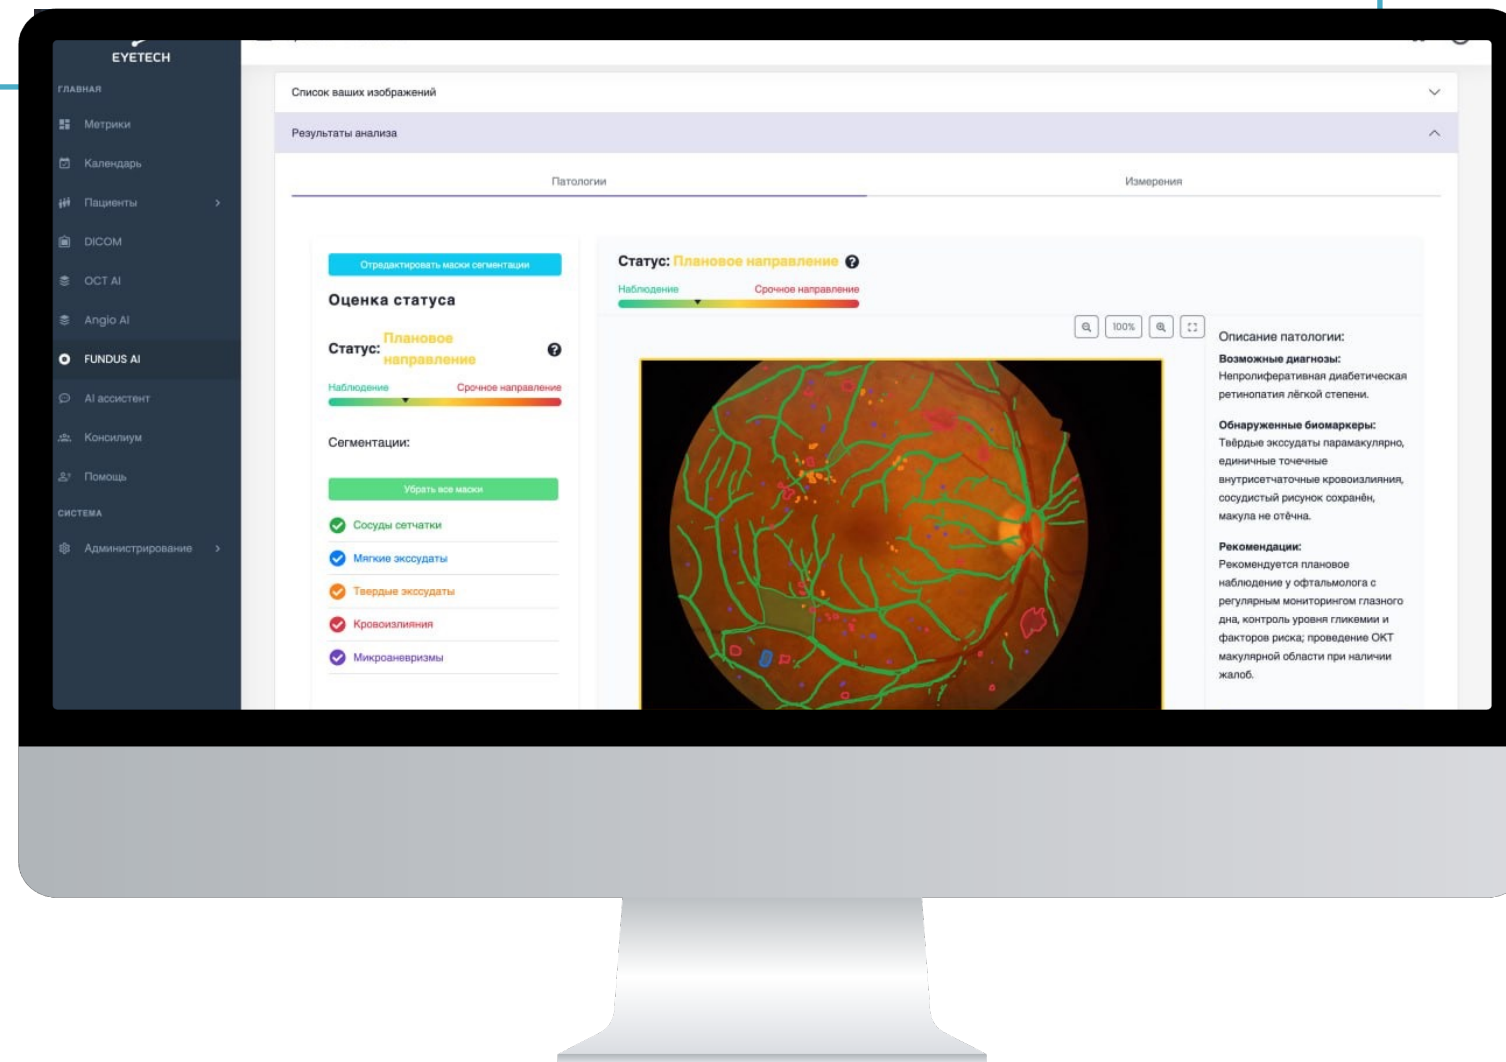 EYETECH
ГЛАВНАЯ
Метрики
Календарь
Пациенты
DICOM
OCT AI
Angio AI
FUNDUS AI
AI ассистент
Консилиум
Помощь
СИСТЕМА
Администрирование
Список ваших изображений
Результаты анализа
Патологии
Измерения
Отредактировать маски сегментации
Оценка статуса
Статус: Плановое
направление
Наблюдение
Срочное направление
Сегментации:
Убрать все маски
Сосуды сетчатки
Мягкие экссудаты
Твердые экссудаты
Кровоизлияния
Микроаневризмы
Статус: Плановое направление
Наблюдение
Срочное направление
100%
Описание патологии:
Возможные диагнозы:
Непролиферативная диабетическая
ретинопатия лёгкой степени.
Обнаруженные биомаркеры:
Твёрдые экссудаты парамакулярно,
единичные точечные
внутрисетчаточные кровоизлияния,
сосудистый рисунок сохранён,
макула не отёчна.
Рекомендации:
Рекомендуется плановое
наблюдение у офтальмолога с
регулярным мониторингом глазного
дна, контроль уровня гликемии и
факторов риска; проведение ОКТ
макулярной области при наличии
жалоб.